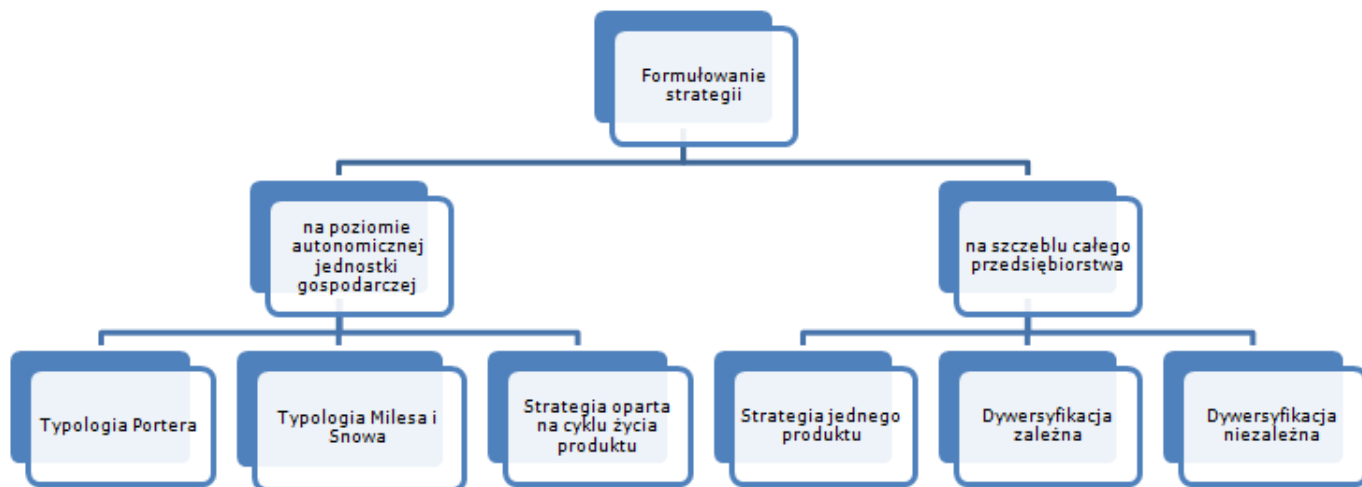 Formułowanie
strategii
na poziomie
autonomicznej
jednostki
gospodarczej
na szczeblu całego
przedsiębiorstwa
Typologia Portera
Typologia Milesa i
Snowa
Strategia oparta
na cyklu życia
produktu
Strategia jednego
produktu
Dywersyfikacja
zależna
Dywersyfikacja
niezależna